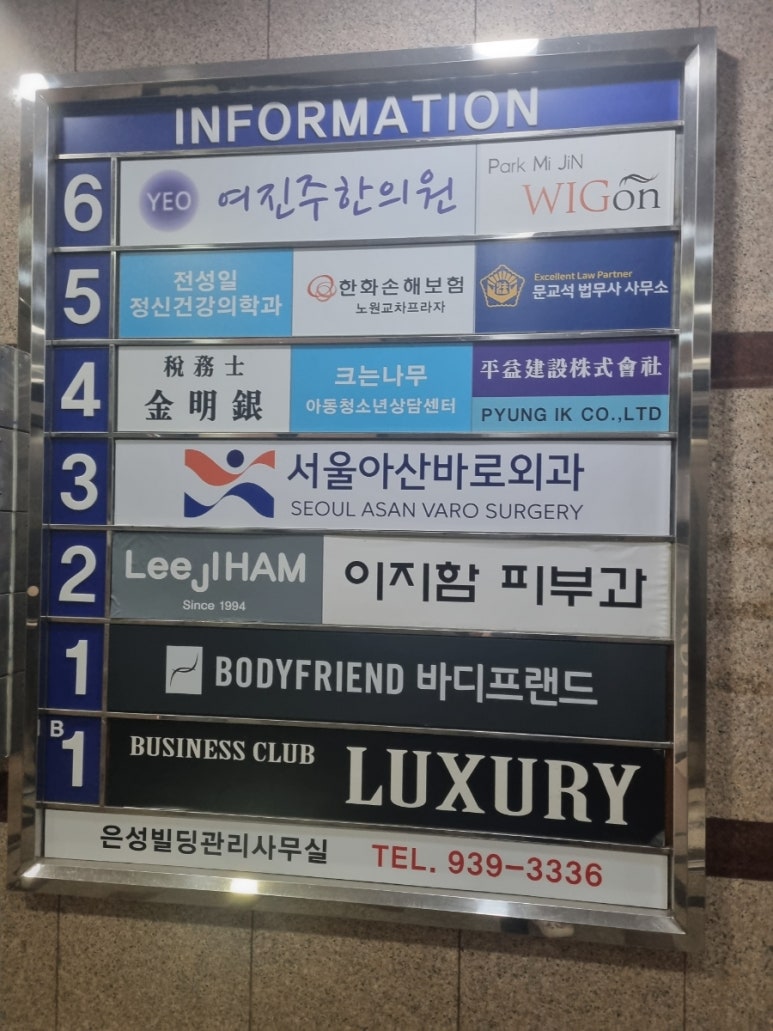 INFORMATION
6
YEO 여진주한의원
Park Mi JiN
WIGon
5
전성일
정신건강의학과
한화손해보험
노원교차프라자
Excellent Law Partner
문교석 법무사 사무소
4
稅務士
金明銀
크는나무
아동청소년상담센터
平益建設株式會社
PYUNG IK CO.,LTD
3
서울아산바로외과
SEOUL ASAN VARO SURGERY
2
LeeJIHAM
Since 1994
이지함 피부과
1
BODYFRIEND 바디프랜드
B1
BUSINESS CLUB LUXURY
은성빌딩관리사무실 TEL. 939-3336